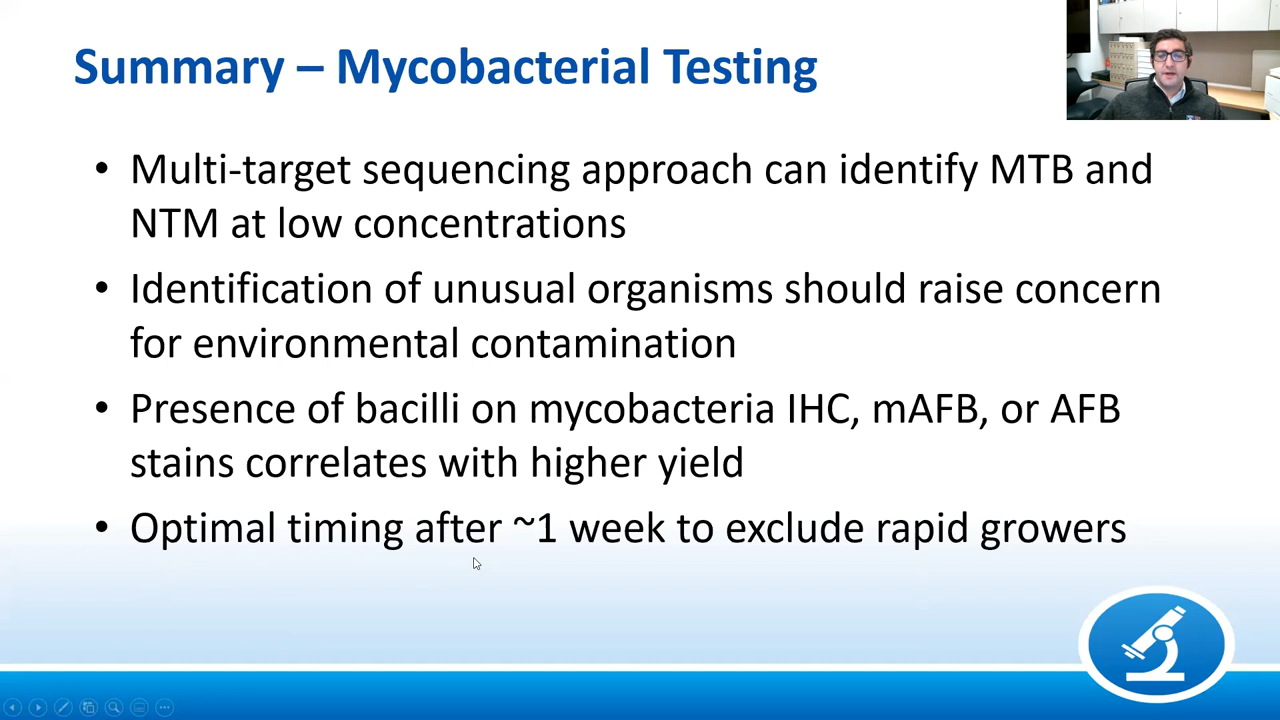 Summary – Mycobacterial Testing
• Multi-target sequencing approach can identify MTB and
NTM at low concentrations
• Identification of unusual organisms should raise concern
for environmental contamination
• Presence of bacilli on mycobacteria IHC, mAFB, or AFB
stains correlates with higher yield
• Optimal timing after ~1 week to exclude rapid growers